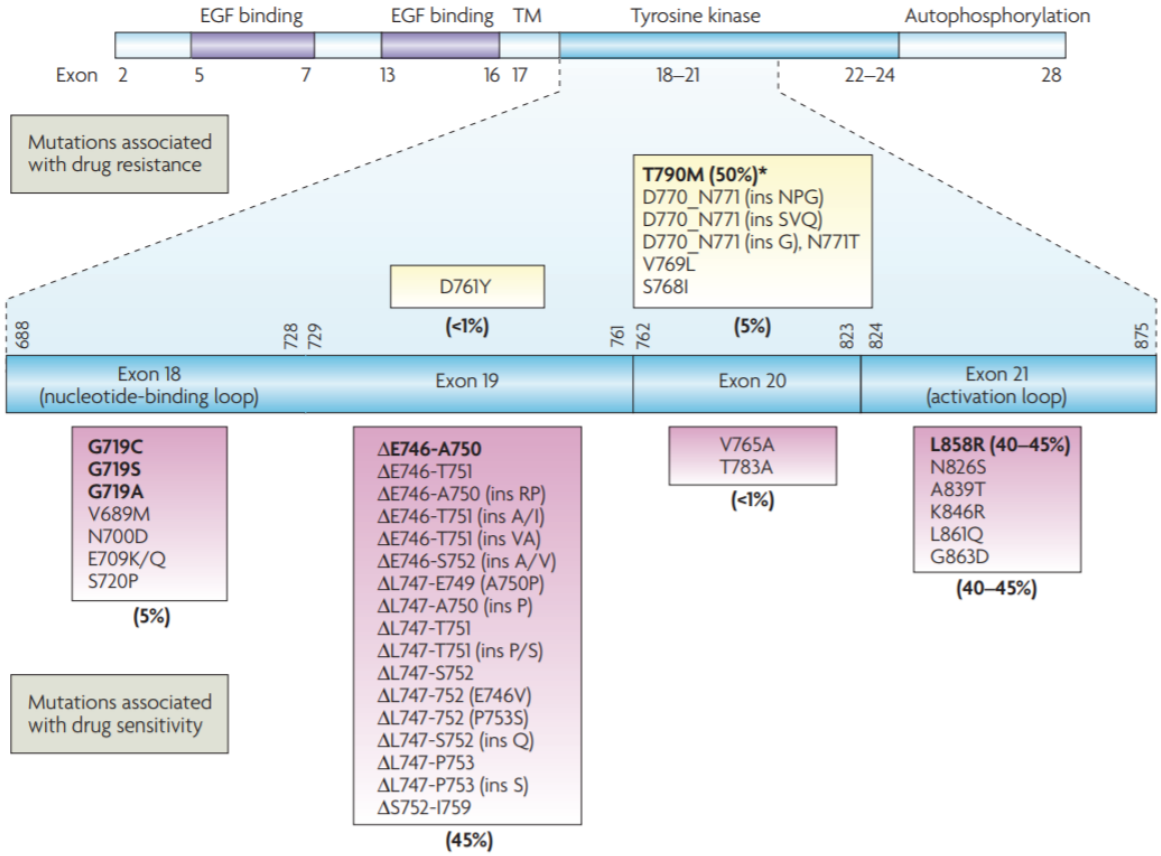 EGF binding EGF binding TM Tyrosine kinase Autophosphorylation
Exon 2 5 7 13 16 17 18–21 22–24 28
Mutations associated
with drug resistance
T790M (50%)*
D770_N771 (ins NPG)
D770_N771 (ins SVQ)
D770_N771 (ins G), N771T
V769L
S768I
(5%)
D761Y
(<1%)
688 728 729 761 762 823 824 875
Exon 18
(nucleotide-binding loop)
Exon 19
Exon 20
Exon 21
(activation loop)
G719C
G719S
G719A
V689M
N700D
E709K/Q
S720P
(5%)
ΔE746-A750
ΔE746-T751
ΔE746-A750 (ins RP)
ΔE746-T751 (ins A/I)
ΔE746-T751 (ins VA)
ΔE746-S752 (ins A/V)
ΔL747-E749 (A750P)
ΔL747-A750 (ins P)
ΔL747-T751
ΔL747-T751 (ins P/S)
ΔL747-S752
ΔL747-752 (E746V)
ΔL747-752 (P753S)
ΔL747-S752 (ins Q)
ΔL747-P753
ΔL747-P753 (ins S)
ΔS752-I759
(45%)
V765A
T783A
(<1%)
L858R (40–45%)
N826S
A839T
K846R
L861Q
G863D
(40–45%)
Mutations associated
with drug sensitivity